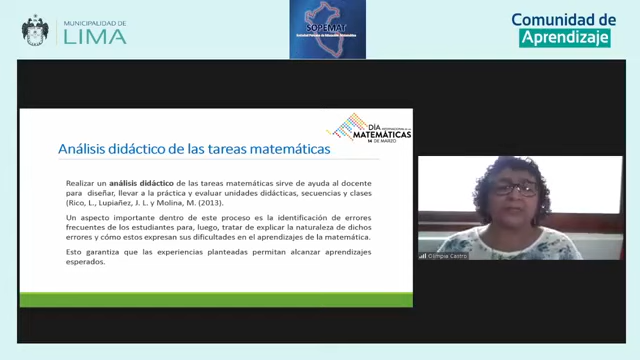 MUNICIPALIDAD DE
LIMA
SOPEMAT
Comunidad de
Aprendizaje
DÍA
MATEMÁTICAS
14 DE MARZO
Análisis didáctico de las tareas matemáticas
Realizar un análisis didáctico de las tareas matemáticas sirve de ayuda al docente
para diseñar, llevar a la práctica y evaluar unidades didácticas, secuencias y clases
(Rico, L., Lupiañez, J. L. y Molina, M. (2013).
Un aspecto importante dentro de este proceso es la identificación de errores
frecuentes de los estudiantes para, luego, tratar de explicar la naturaleza de dichos
errores y cómo estos expresan sus dificultades en el aprendizajes de la matemática.
Esto garantiza que las experiencias planteadas permitan alcanzar aprendizajes
esperados.
Olimpia Castro